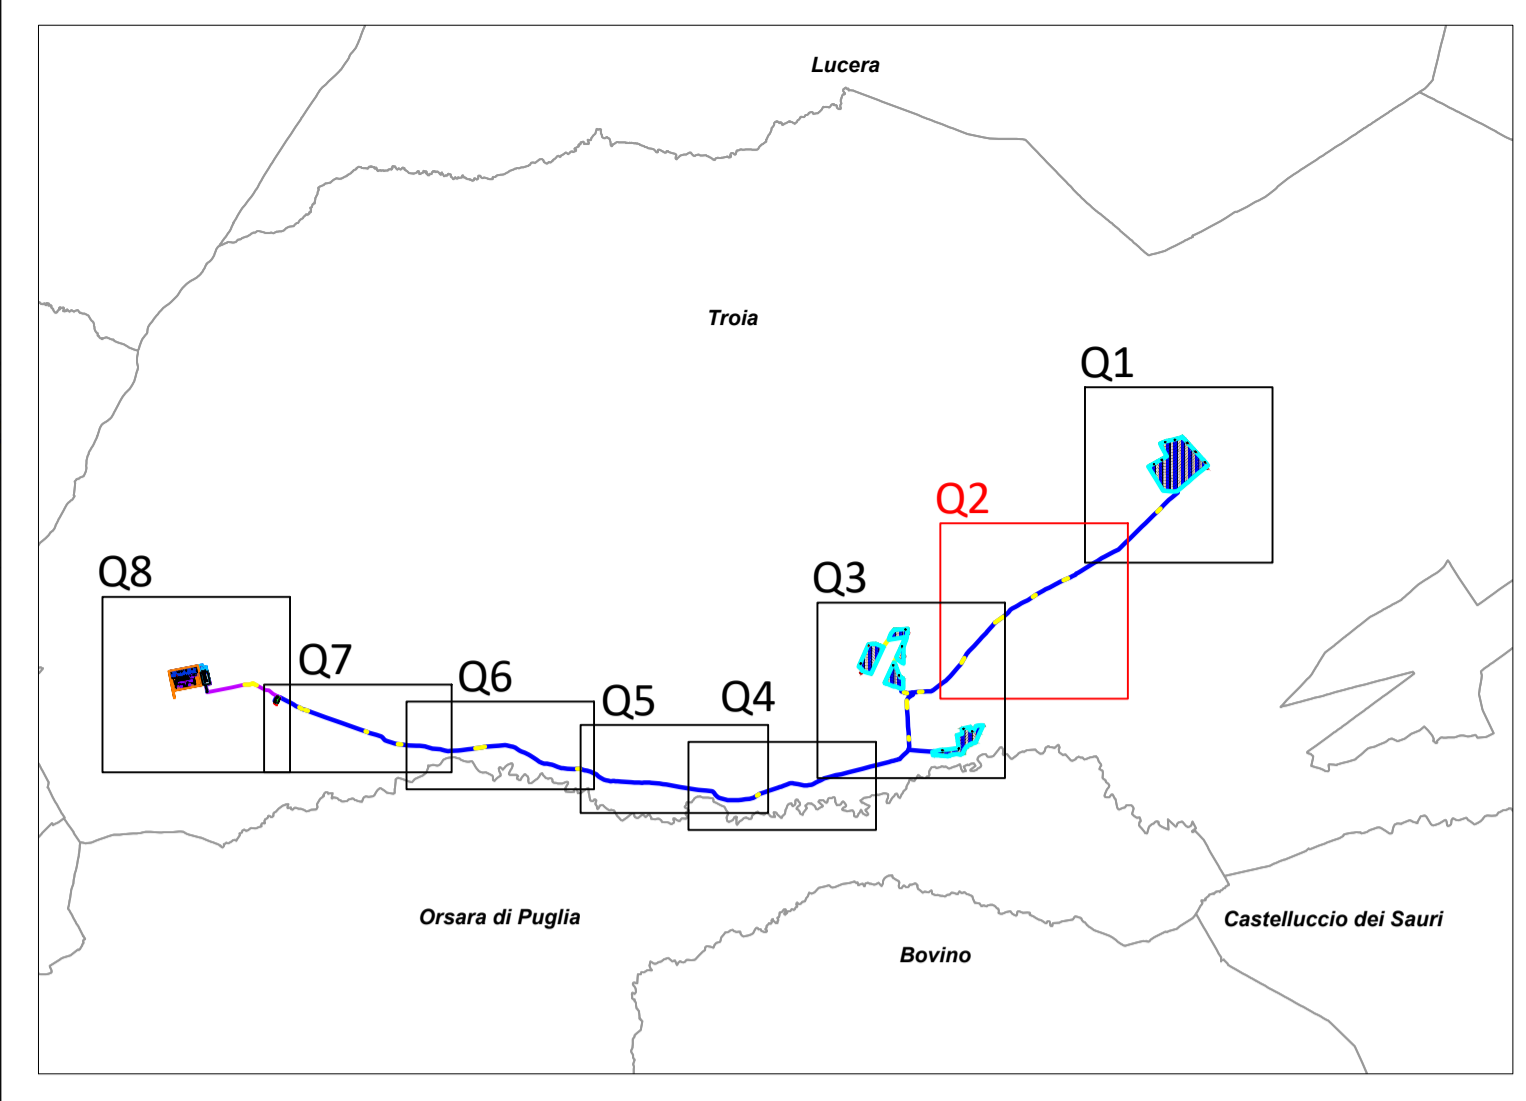 Lucera
Troia
Q1
Q2
Q3
Q8
Q7
Q6
Q5
Q4
Orsara di Puglia
Bovino
Castelluccio dei Sauri